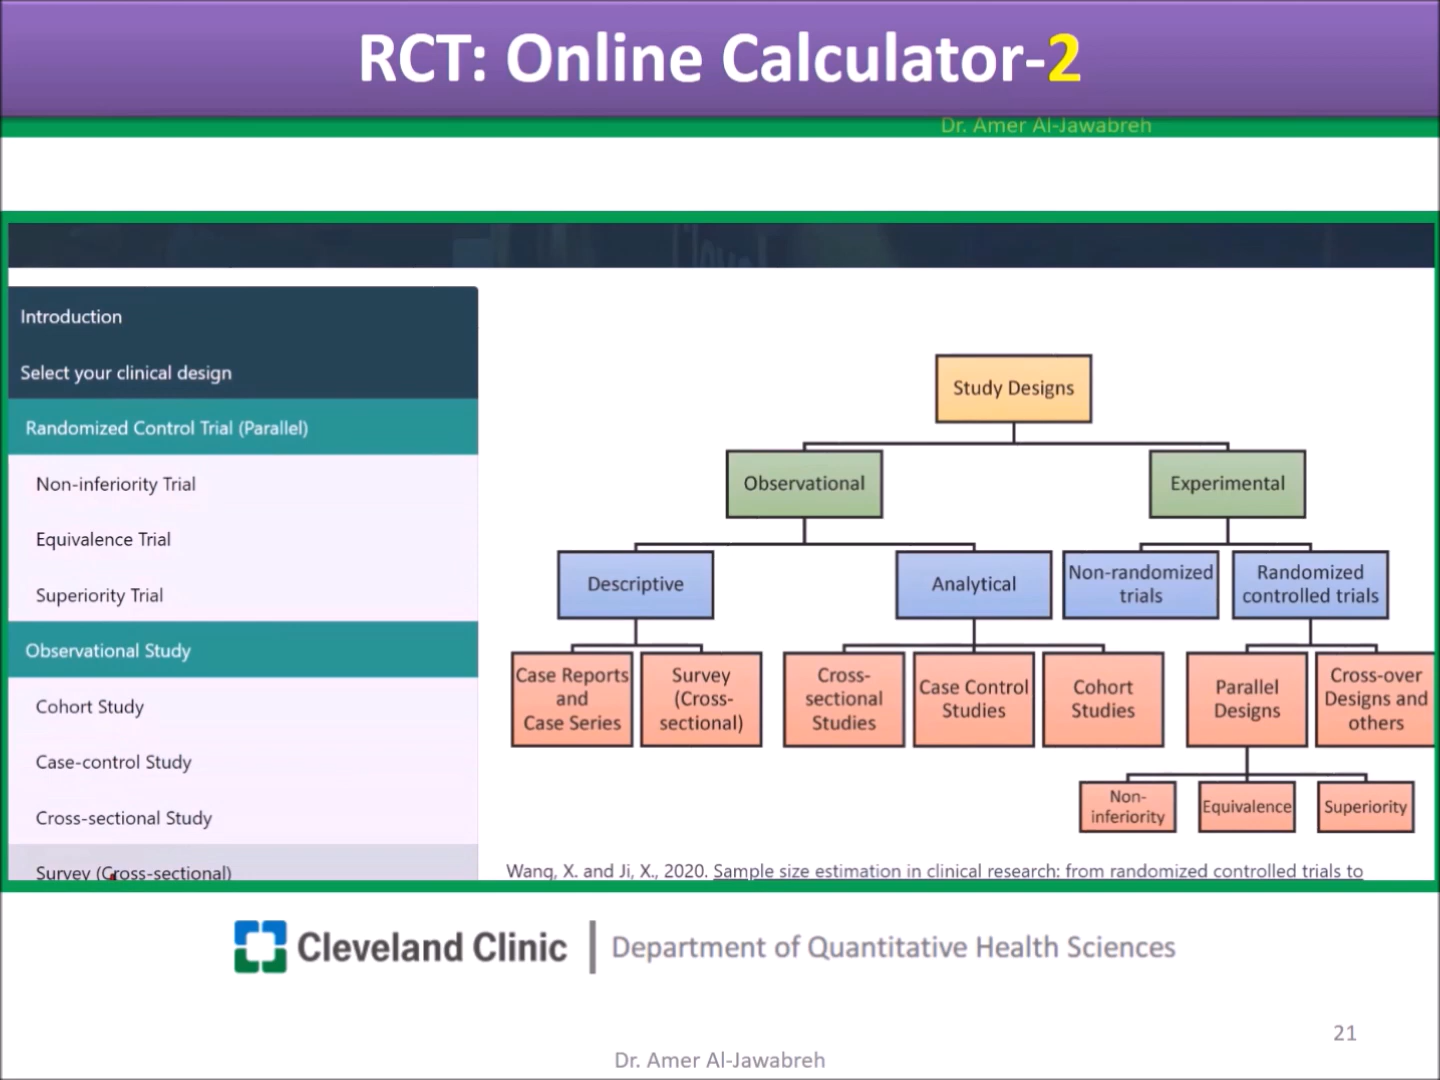 RCT: Online Calculator-2
Dr. Amer Al-Jawabreh
Introduction
Select your clinical design
Randomized Control Trial (Parallel)
Non-inferiority Trial
Equivalence Trial
Superiority Trial
Observational Study
Cohort Study
Case-control Study
Cross-sectional Study
Survey (Cross-sectional)
Study Designs
Observational
Experimental
Descriptive
Analytical
Non-randomized
trials
Randomized
controlled trials
Case Reports
and
Case Series
Survey
(Cross-
sectional)
Cross-
sectional
Studies
Case Control
Studies
Cohort
Studies
Parallel
Designs
Cross-over
Designs and
others
Non-
inferiority
Equivalence
Superiority
Wang, X. and Ji, X., 2020. Sample size estimation in clinical research: from randomized controlled trials to
Cleveland Clinic | Department of Quantitative Health Sciences
21
Dr. Amer Al-Jawabreh